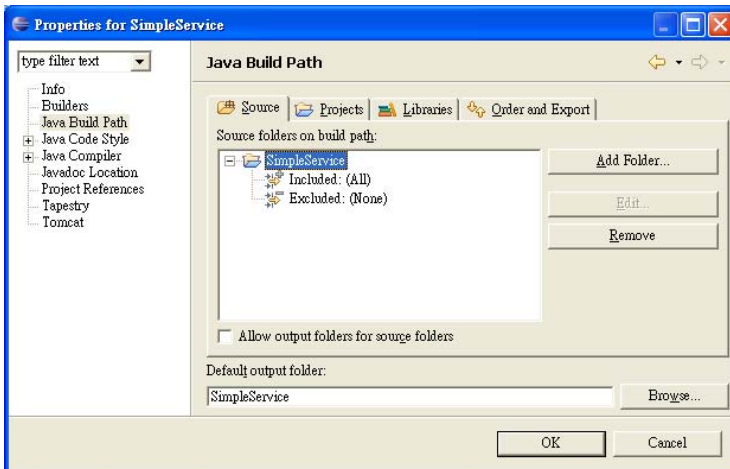 Properties for SimpleService
type filter text
Info
Builders
Java Build Path
Java Code Style
Java Compiler
Javadoc Location
Project References
Tapestry
Tomcat
Java Build Path
Source
Projects
Libraries
Order and Export
Source folders on build path:
SimpleService
Included: (All)
Excluded: (None)
Add Folder...
Edit...
Remove
Allow output folders for source folders
Default output folder:
SimpleService
Browse...
OK
Cancel